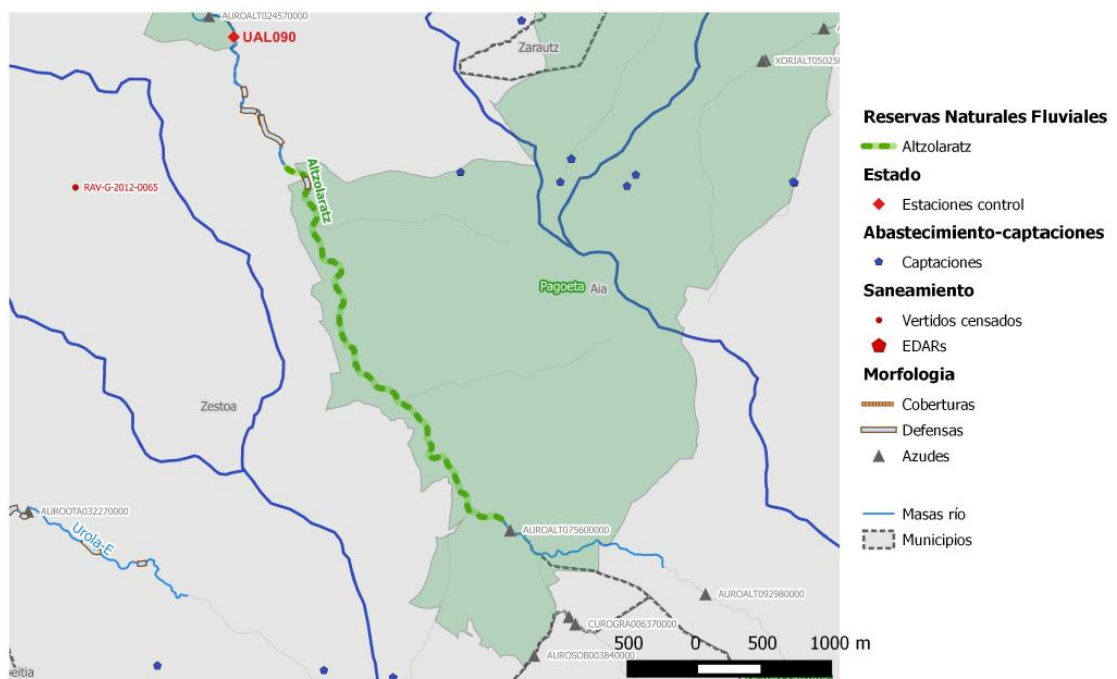 AUROALT024570000
UAL090
Zarautz
XORIALT05025
RAV-G-2012-0065
Altzolaratz
Pagoeta
Aia
Zestoa
AUROOTA032270000
Urola-E
AUROALT075600000
AUROALT092980000
CUROGRA006370000
AUROSOB003840000
peitia
500 0 500 1000 m
Reservas Naturales Fluviales
Altzolaratz
Estado
Estaciones control
Abastecimiento-captaciones
Captaciones
Saneamiento
Vertidos censados
EDARs
Morfologia
Coberturas
Defensas
Azudes
Masas río
Municipios